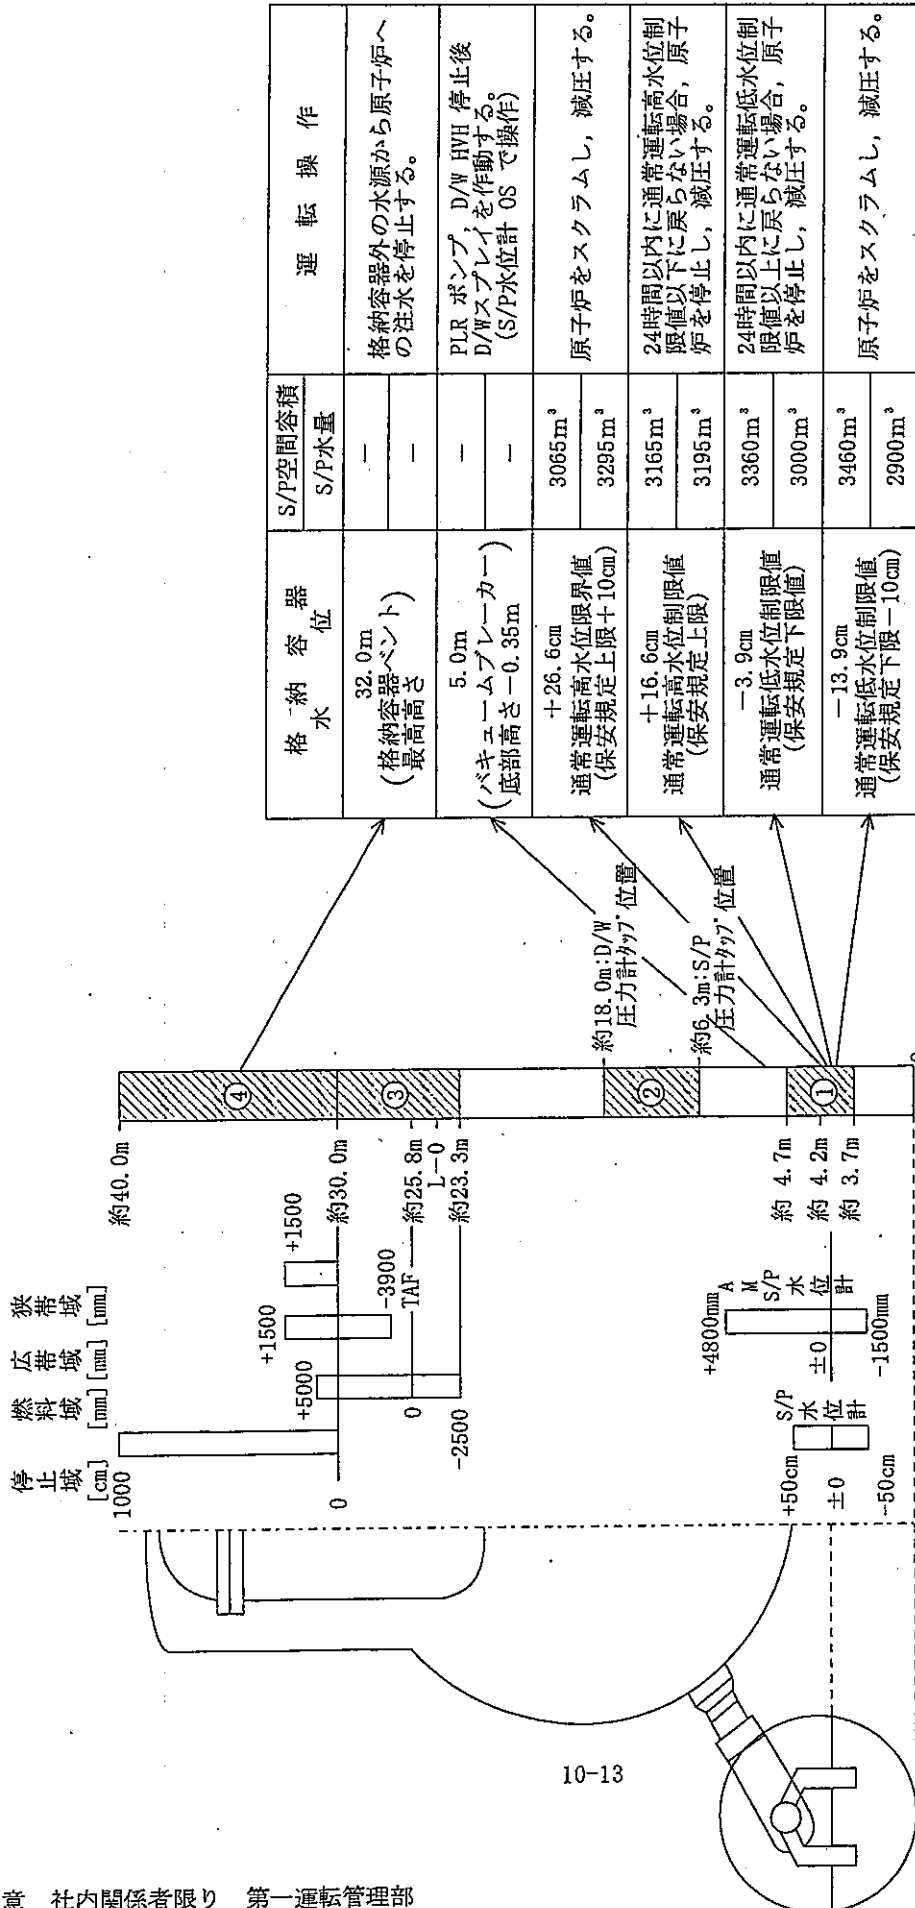 停止域
[cm]
燃料域
[mm]
広帯域
[mm]
狭帯域
[mm]
1000
0
+5000
0
-2500
+1500
-3900
TAF
+1500
約40.0m
約30.0m
約25.8m
L-0
約23.3m
④
③
②
①
約18.0m:D/W
圧力計タップ位置
約6.3m:S/P
圧力計タップ位置
約 4.7m
約 4.2m
約 3.7m
S/P
水位計
+50cm
±0
-50cm
AM
S/P
水位計
+4800mm
±0
-1500mm
格納容器
水位
S/P空間容積
S/P水量
運転操作
32.0m
(格納容器ベント
最高高さ)
-
-
格納容器外の水源から原子炉へ
の注水を停止する。
5.0m
(バキュームブレーカー
底部高さ-0.35m)
-
-
PLR ポンプ, D/W HVH 停止後
D/Wスプレイを作動する。
(S/P水位計 OS で操作)
+26.6cm
通常運転高水位限界値
(保安規定上限+10cm)
3065m³
3295m³
原子炉をスクラムし, 減圧する。
+16.6cm
通常運転高水位制限値
(保安規定上限)
3165m³
3195m³
24時間以内に通常運転高水位制
限値以下に戻らない場合, 原子
炉を停止し, 減圧する。
-3.9cm
通常運転低水位制限値
(保安規定下限値)
3360m³
3000m³
24時間以内に通常運転低水位制
限値以上に戻らない場合, 原子
炉を停止し, 減圧する。
-13.9cm
通常運転低水位制限値
(保安規定下限-10cm)
3460m³
2900m³
原子炉をスクラムし, 減圧する。
10-13
意 社内関係者限り 第一運転管理部